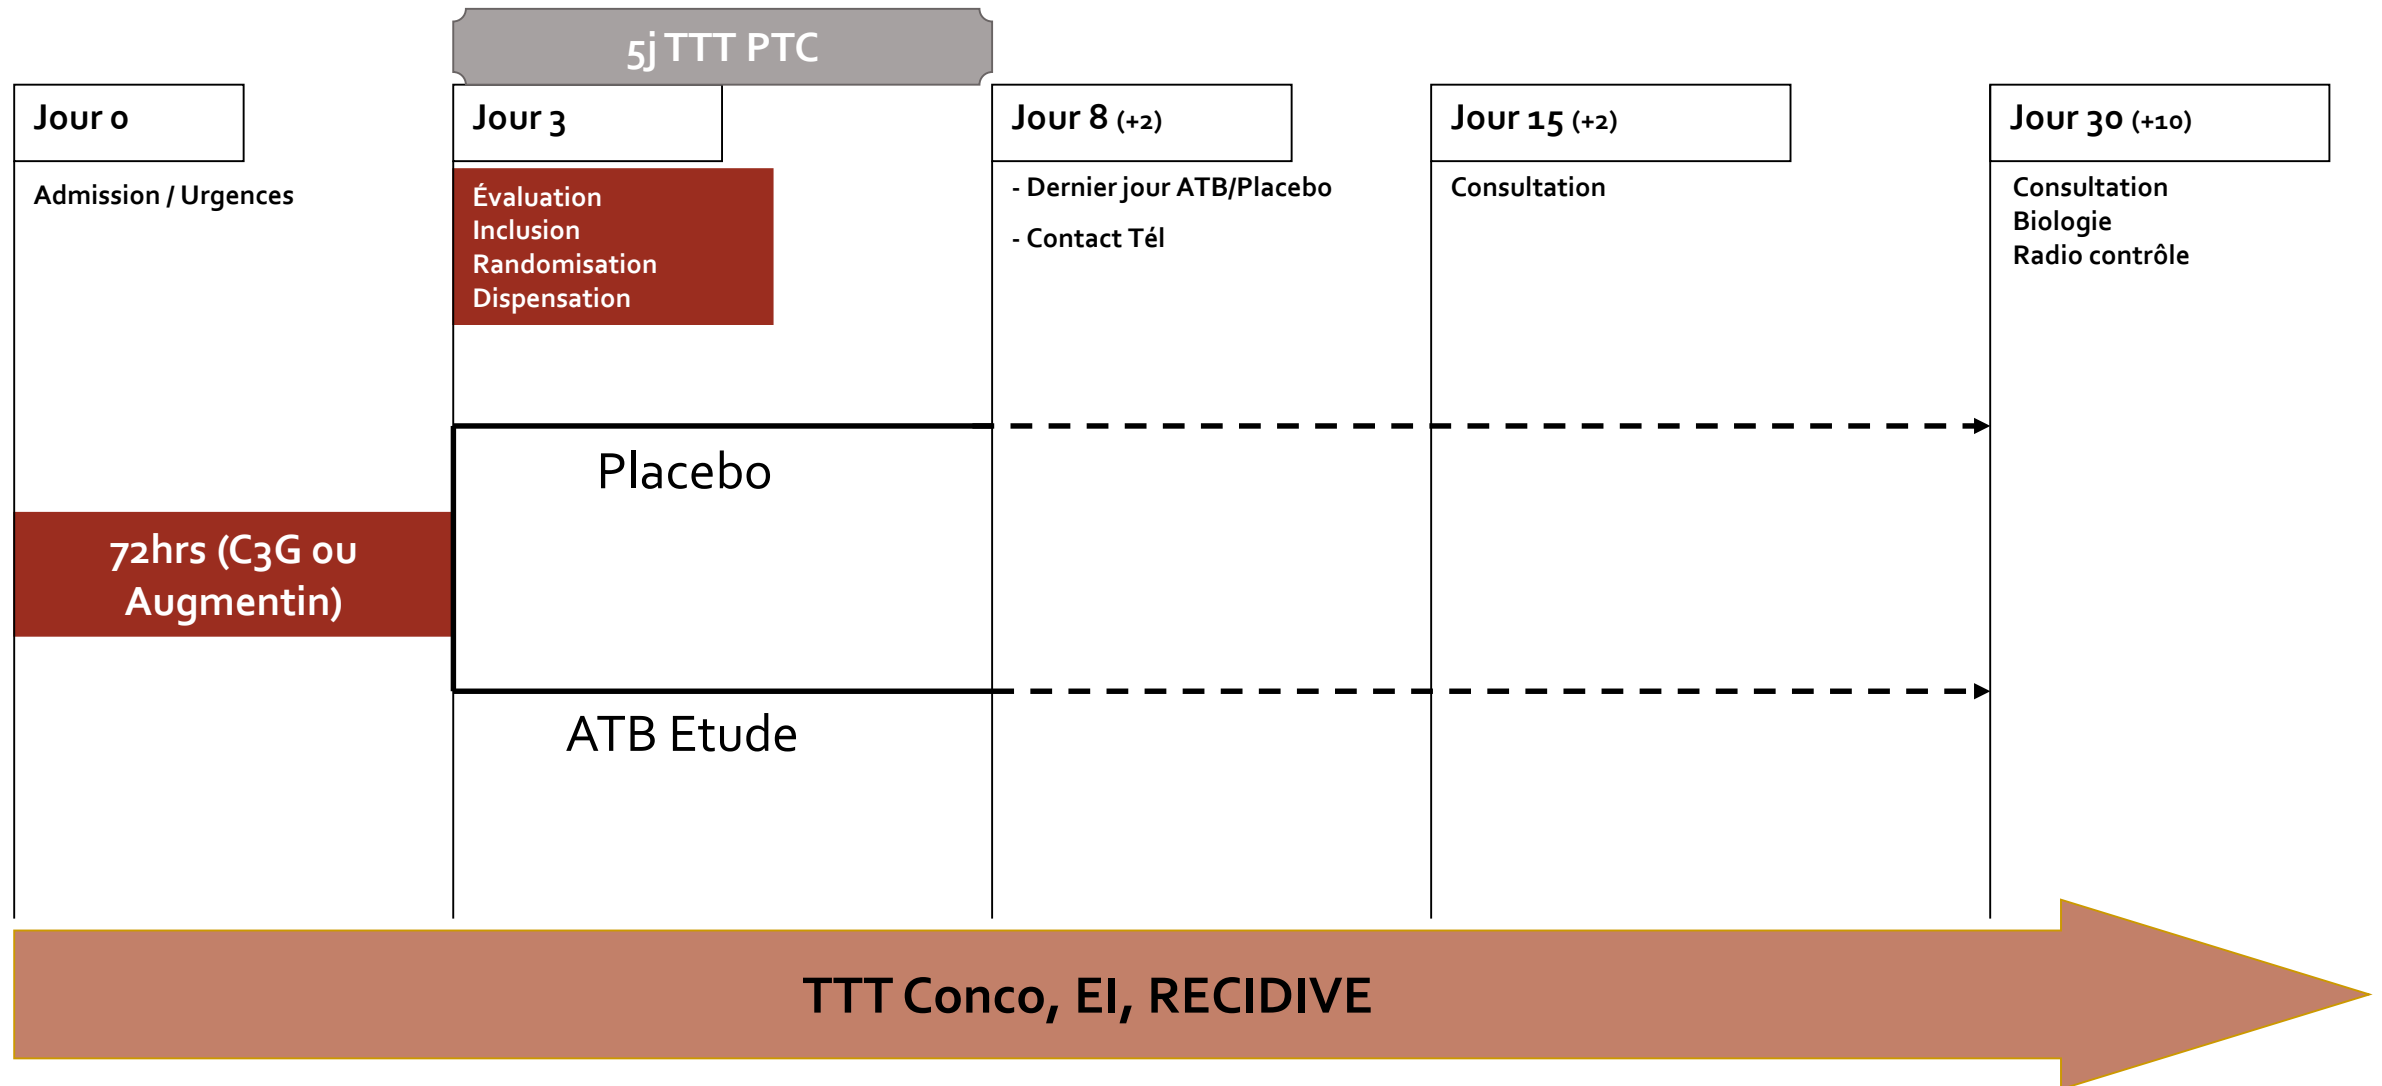 5j TTT PTC
Jour 0
Admission / Urgences
Jour 3
Évaluation
Inclusion
Randomisation
Dispensation
Jour 8 (+2)
- Dernier jour ATB/Placebo
- Contact Tél
Jour 15 (+2)
Consultation
Jour 30 (+10)
Consultation
Biologie
Radio contrôle
Placebo
72hrs (C3G ou
Augmentin)
ATB Etude
TTT Conco, EI, RECIDIVE